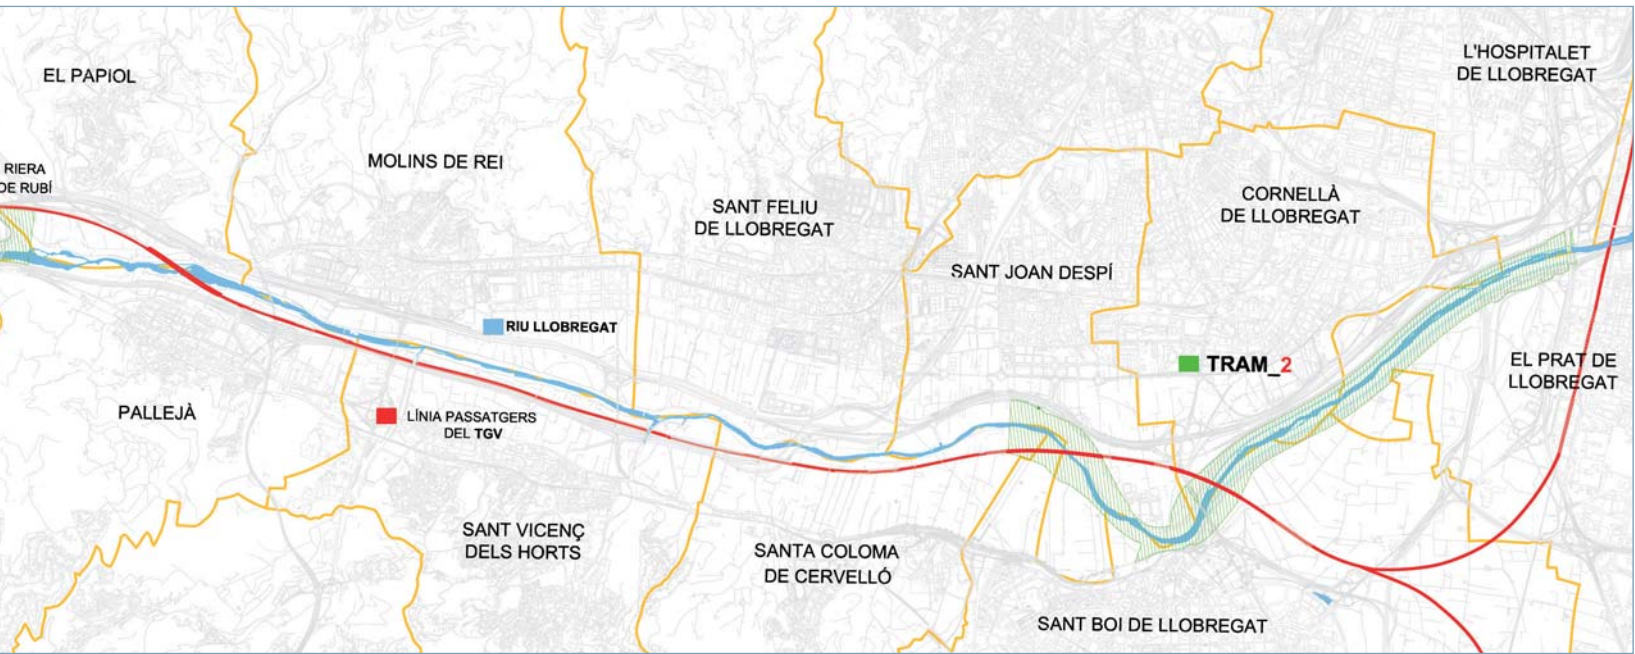 EL PAPIOL
RIERA
DE RUBÍ
MOLINS DE REI
SANT FELIU
DE LLOBREGAT
L'HOSPITALET
DE LLOBREGAT
CORNELLÀ
DE LLOBREGAT
SANT JOAN DESPÍ
RIU LLOBREGAT
TRAM_2
EL PRAT DE
LLOBREGAT
PALLEJÀ
LÍNIA PASSATGERS
DEL TGV
SANT VICENÇ
DELS HORTS
SANTA COLOMA
DE CERVELLÓ
SANT BOI DE LLOBREGAT